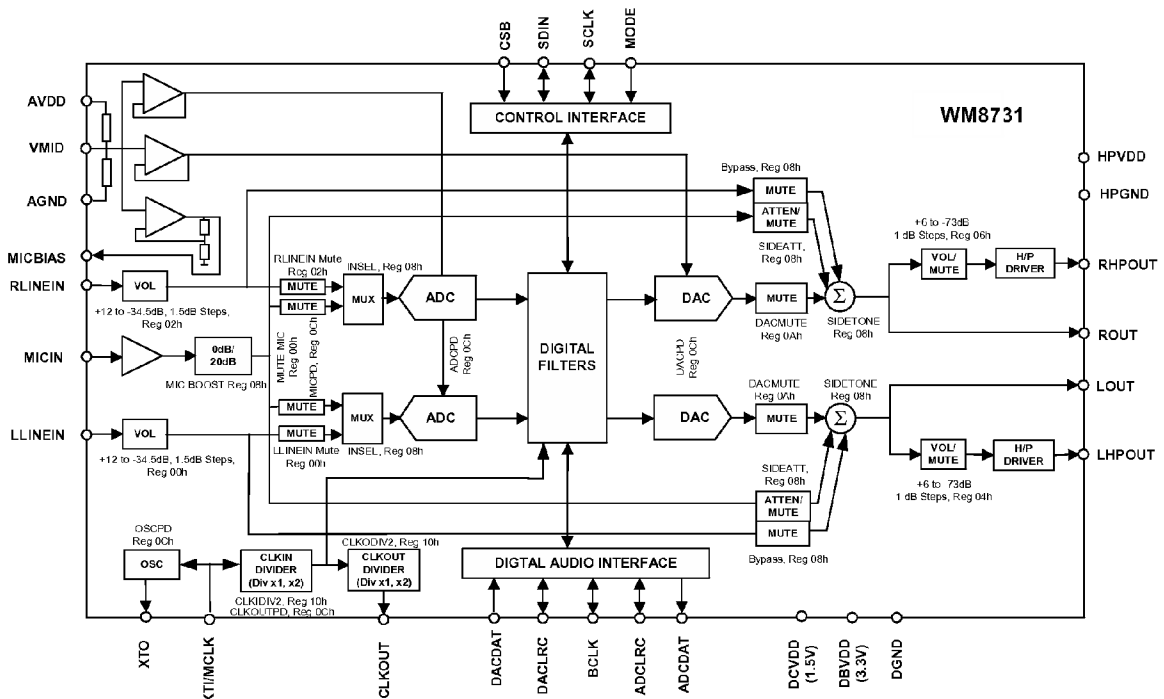 CSB
SDIN
SCLK
MODE
CONTROL INTERFACE
WM8731
AVDD
VMID
AGND
MICBIAS
RLINEIN
MICIN
LLINEIN
HPVDD
HPGND
RHPOUT
ROUT
LOUT
LHPOUT
VOL
+12 to -34.5dB, 1.5dB Steps,
Reg 02h
0dB/
20dB
MIC BOOST Reg 08h
VOL
+12 to -34.5dB, 1.5dB Steps,
Reg 00h
RLINEIN Mute
Reg 02h
MUTE
MUTE
INSEL, Reg 08h
MUX
ADC
MUTE MIC
Reg 00h
MICPD, Reg 0Ch
ADCPD
Reg 0Ch
MUTE
MUTE
LLINEIN Mute
Reg 00h
MUX
INSEL, Reg 08h
ADC
DIGITAL
FILTERS
DAC
DACPD
Reg 0Ch
DAC
Bypass, Reg 08h
MUTE
ATTEN/
MUTE
SIDEATT,
Reg 08h
MUTE
DACMUTE
Reg 0Ah
Σ
SIDETONE
Reg 08h
+6 to -73dB
1 dB Steps, Reg 06h
VOL/
MUTE
H/P
DRIVER
DACMUTE
Reg 0Ah
MUTE
SIDETONE
Reg 08h
Σ
VOL/
MUTE
H/P
DRIVER
+6 to -73dB
1 dB Steps, Reg 04h
SIDEATT,
Reg 08h
ATTEN/
MUTE
MUTE
Bypass, Reg 08h
OSCPD
Reg 0Ch
OSC
CLKIN
DIVIDER
(Div x1, x2)
CLKIDIV2, Reg 10h
CLKOUTPD, Reg 0Ch
CLKODIV2, Reg 10h
CLKOUT
DIVIDER
(Div x1, x2)
DIGTAL AUDIO INTERFACE
XTO
XTI/MCLK
CLKOUT
DACDAT
DACLRC
BCLK
ADCLRC
ADCDAT
DCVDD
(1.5V)
DBVDD
(3.3V)
DGND